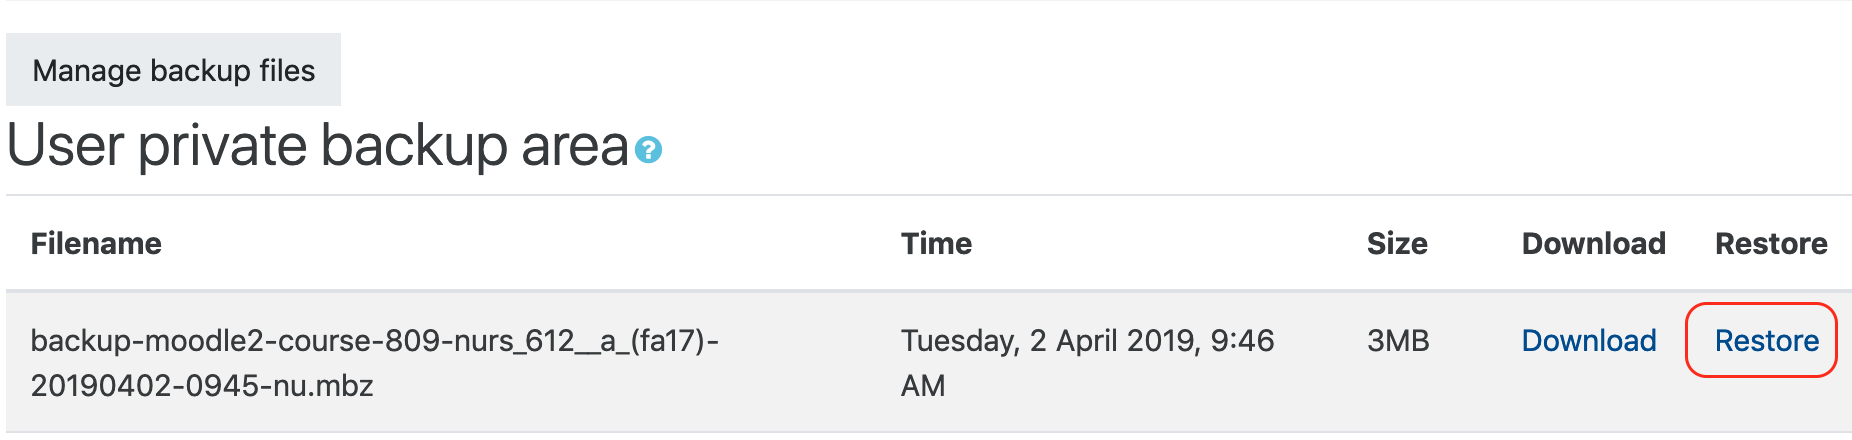 Manage backup files
User private backup area?
Filename Time Size Download Restore
backup-moodle2-course-809-nurs_612__a_(fa17)- Tuesday, 2 April 2019, 9:46 3MB Download Restore
20190402-0945-nu.mbz AM